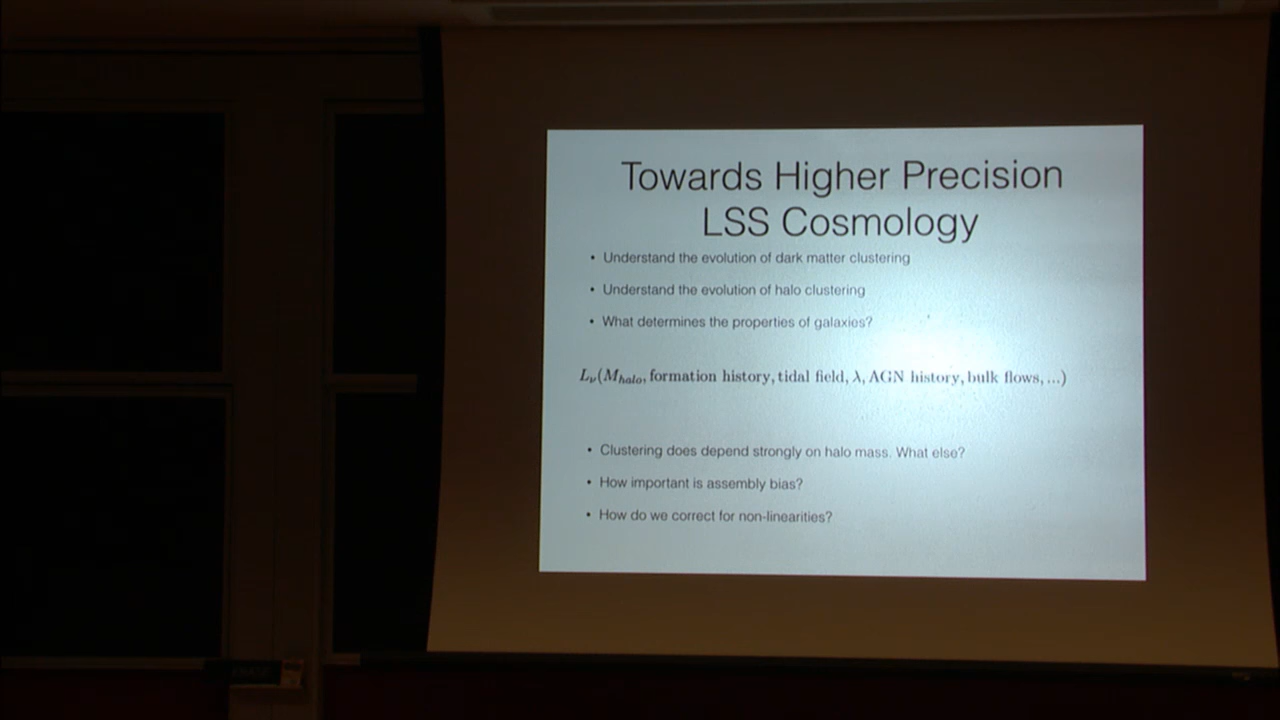 Towards Higher Precision
LSS Cosmology
• Understand the evolution of dark matter clustering
• Understand the evolution of halo clustering
• What determines the properties of galaxies?
Lν(Mhalo, formation history, tidal field, λ, AGN history, bulk flows, ...)
• Clustering does depend strongly on halo mass. What else?
• How important is assembly bias?
• How do we correct for non-linearities?